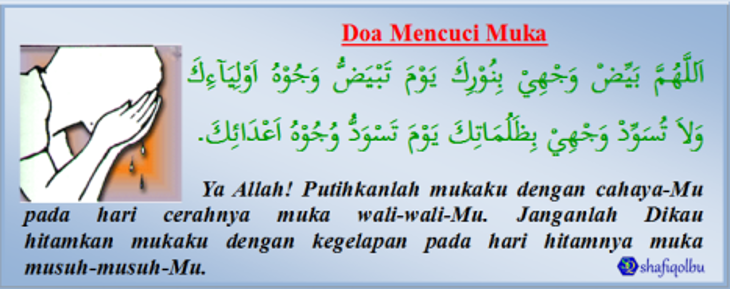 Doa Mencuci Muka
اَللَّهُمَّ بَيِّضْ وَجْهِيْ بِنُوْرِكَ يَوْمَ تَبْيَضُّ وُجُوْهُ اَوْلِيَآءِكَ
وَلاَ تُسَوِّدْ وَجْهِيْ بِظَلُمَاتِكَ يَوْمَ تَسْوَدُّ وُجُوْهُ اَعْدَائِكَ.
Ya Allah! Putihkanlah mukaku dengan cahaya-Mu
pada hari cerahnya muka wali-wali-Mu. Janganlah Dikau
hitamkan mukaku dengan kegelapan pada hari hitamnya muka
musuh-musuh-Mu.
shafiqolbu